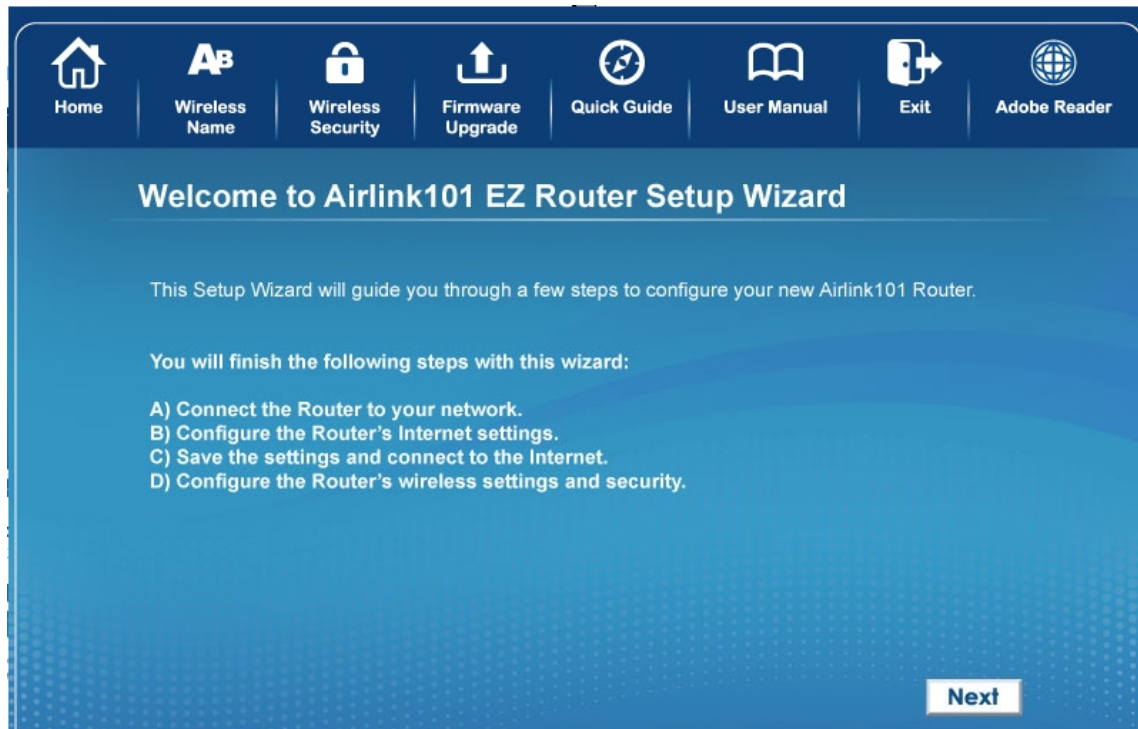 Home
Wireless Name
Wireless Security
Firmware Upgrade
Quick Guide
User Manual
Exit
Adobe Reader
AB
Welcome to Airlink101 EZ Router Setup Wizard
This Setup Wizard will guide you through a few steps to configure your new Airlink101 Router.
You will finish the following steps with this wizard:
A) Connect the Router to your network.
B) Configure the Router’s Internet settings.
C) Save the settings and connect to the Internet.
D) Configure the Router’s wireless settings and security.
Next